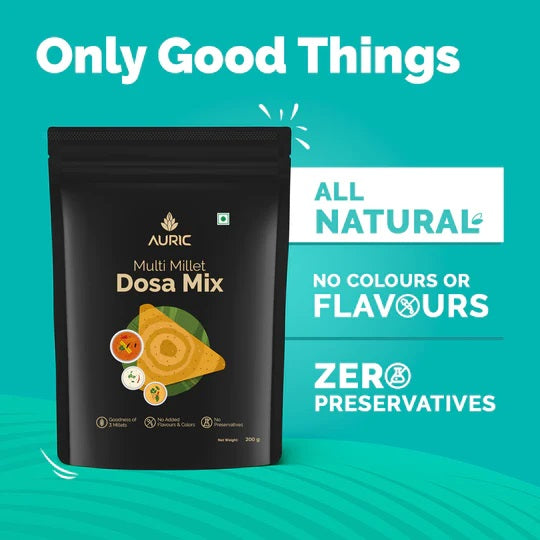 Only Good Things
AURIC
Multi Millet
Dosa Mix
Goodness of
3 Millets
No Added
Flavours & Colors
No
Preservatives
Net Weight: 200 g
ALL
NATURAL
NO COLOURS OR
FLAVOURS
ZERO
PRESERVATIVES